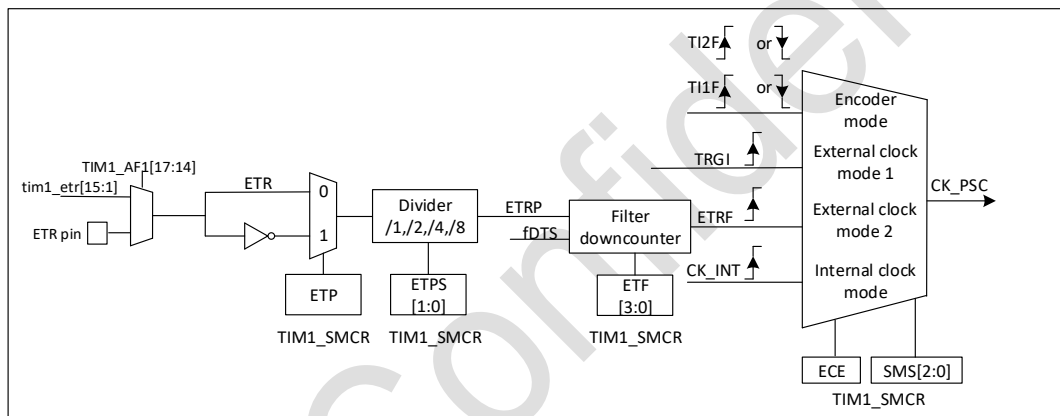 TI2F or
TI1F or
Encoder
mode
TRGI
External clock
mode 1
TIM1_AF1[17:14]
tim1_etr[15:1]
ETR
0
CK_PSC
ETR pin
1
Divider
/1,/2,/4,/8
ETRP
fDTS
Filter
downcounter
ETRF
External clock
mode 2
CK_INT
Internal clock
mode
ETP
ETPS
[1:0]
ETF
[3:0]
TIM1_SMCR
TIM1_SMCR
TIM1_SMCR
ECE
SMS[2:0]
TIM1_SMCR